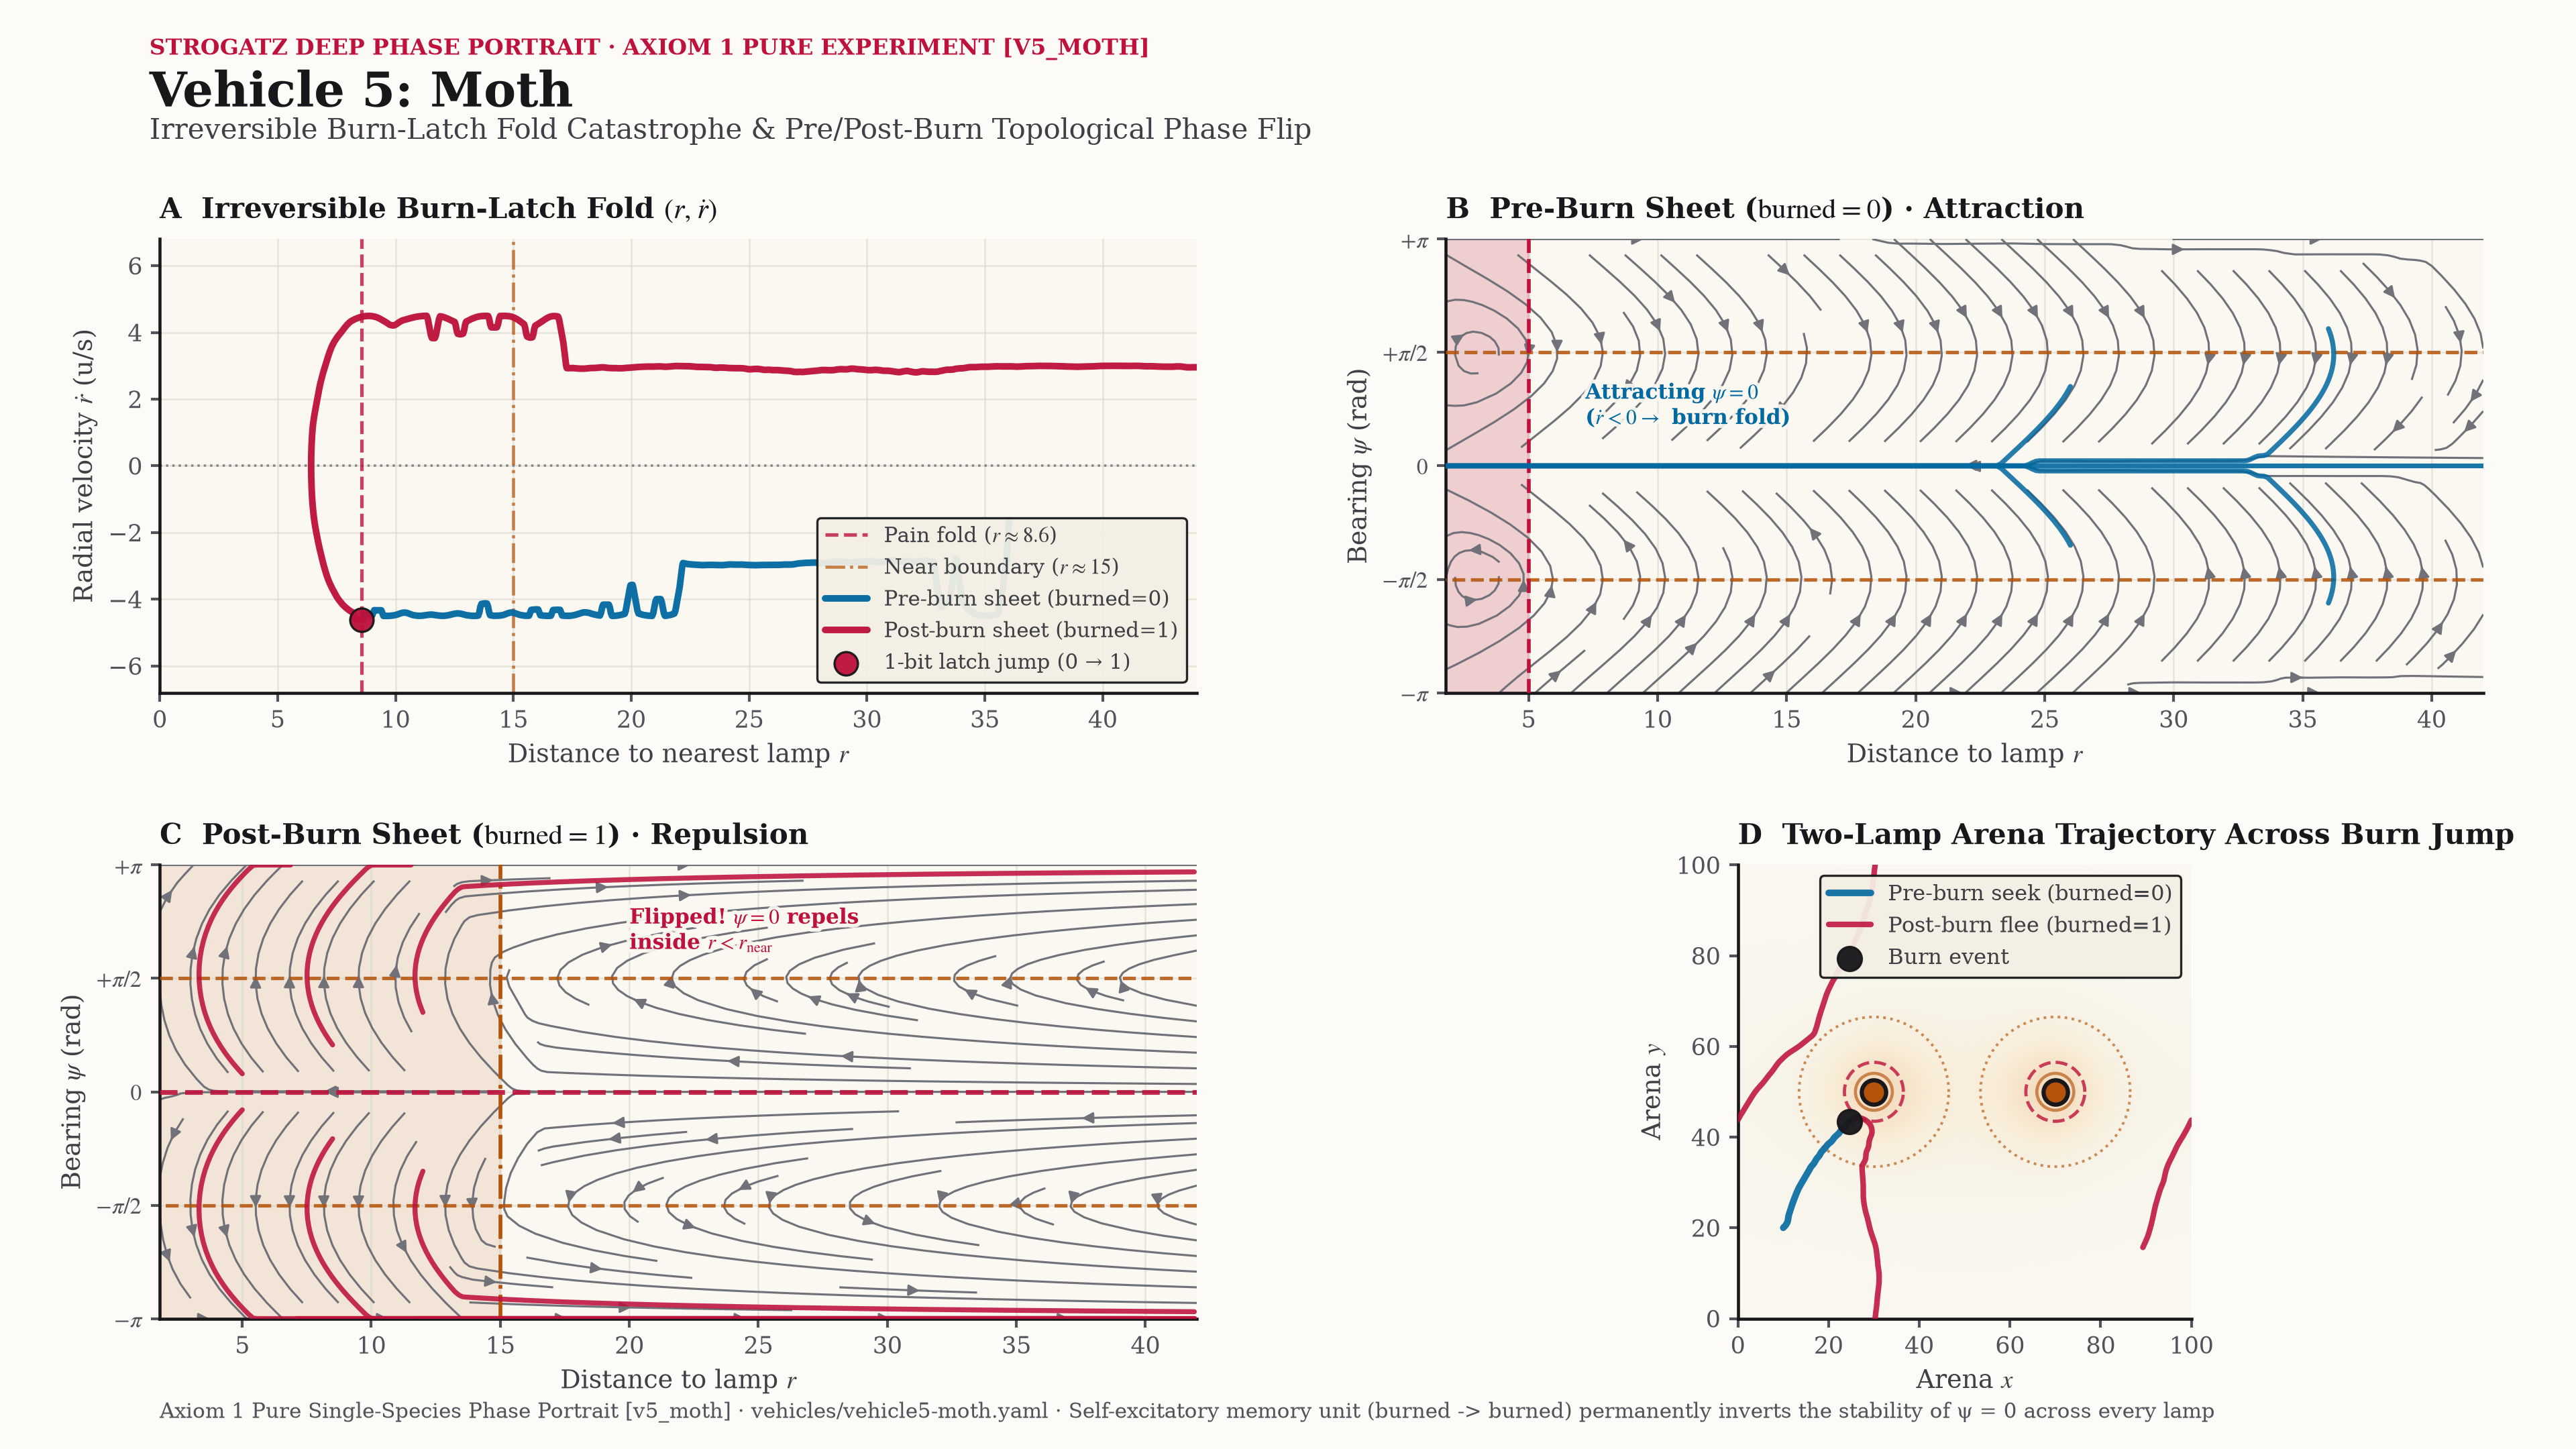 STROGATZ DEEP PHASE PORTRAIT · AXIOM 1 PURE EXPERIMENT [V5_MOTH]
Vehicle 5: Moth
Irreversible Burn-Latch Fold Catastrophe & Pre/Post-Burn Topological Phase Flip
A Irreversible Burn-Latch Fold (r, ṙ)
6
4
2
0
−2
−4
−6
Radial velocity ṙ (u/s)
Pain fold (r ≈ 8.6)
Near boundary (r ≈ 15)
Pre-burn sheet (burned=0)
Post-burn sheet (burned=1)
1-bit latch jump (0 → 1)
0 5 10 15 20 25 30 35 40
Distance to nearest lamp r
B Pre-Burn Sheet (burned = 0) · Attraction
+π
+π/2
0
−π/2
−π
Bearing ψ (rad)
Attracting ψ = 0
(ṙ < 0 → burn fold)
5 10 15 20 25 30 35 40
Distance to lamp r
C Post-Burn Sheet (burned = 1) · Repulsion
+π
+π/2
0
−π/2
−π
Bearing ψ (rad)
Flipped! ψ = 0 repels
inside r < r_near
5 10 15 20 25 30 35 40
Distance to lamp r
D Two-Lamp Arena Trajectory Across Burn Jump
100
80
60
40
20
0
Arena y
Pre-burn seek (burned=0)
Post-burn flee (burned=1)
Burn event
0 20 40 60 80 100
Arena x
Axiom 1 Pure Single-Species Phase Portrait [v5_moth] · vehicles/vehicle5-moth.yaml · Self-excitatory memory unit (burned -> burned) permanently inverts the stability of ψ = 0 across every lamp